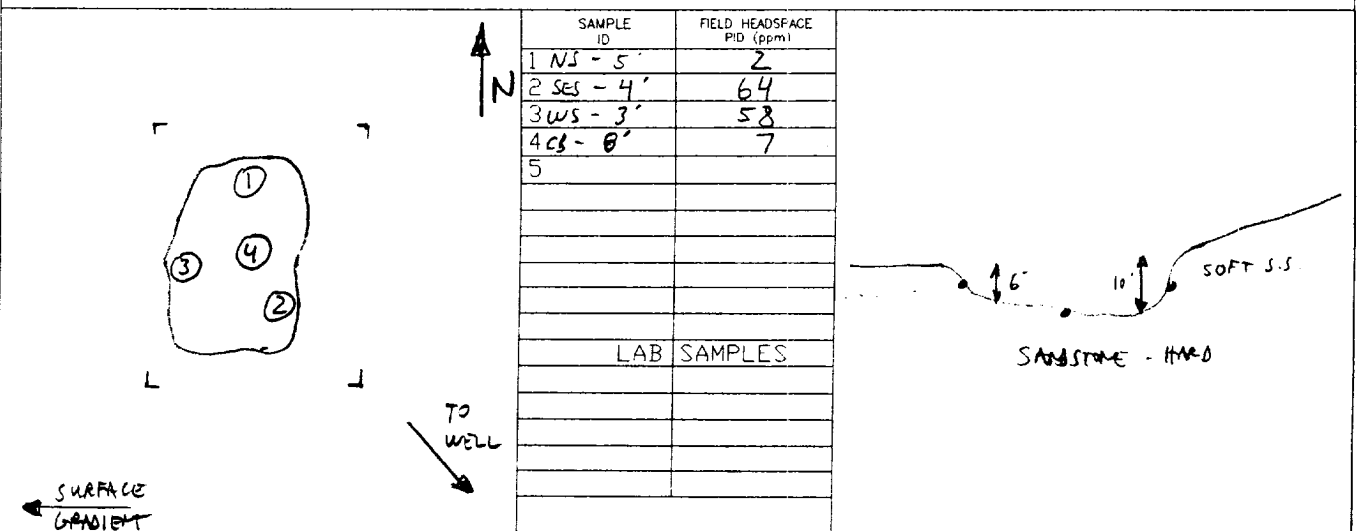 SAMPLE ID FIELD HEADSPACE PID (ppm)
1 NS - 5' 2
2 SES - 4' 64
3 WS - 3' 58
4 CB - 8' 7
5
LAB SAMPLES
N
1
4
3
2
TO
WELL
SURFACE
GRADIENT
6'
10'
SOFT S.S.
SANDSTONE - HARD